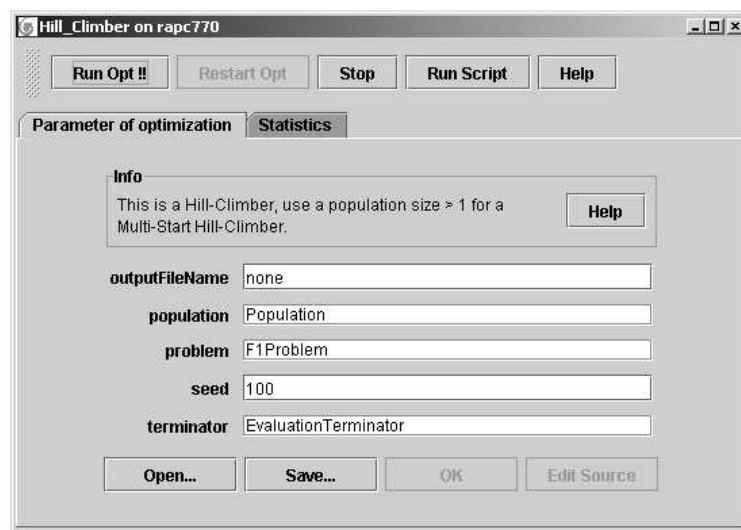 Hill_Climber on rapc770
Run Opt !! Restart Opt Stop Run Script Help
Parameter of optimization Statistics
Info
This is a Hill-Climber, use a population size > 1 for a
Multi-Start Hill-Climber.
Help
outputFileName none
population Population
problem F1Problem
seed 100
terminator EvaluationTerminator
Open... Save... OK Edit Source